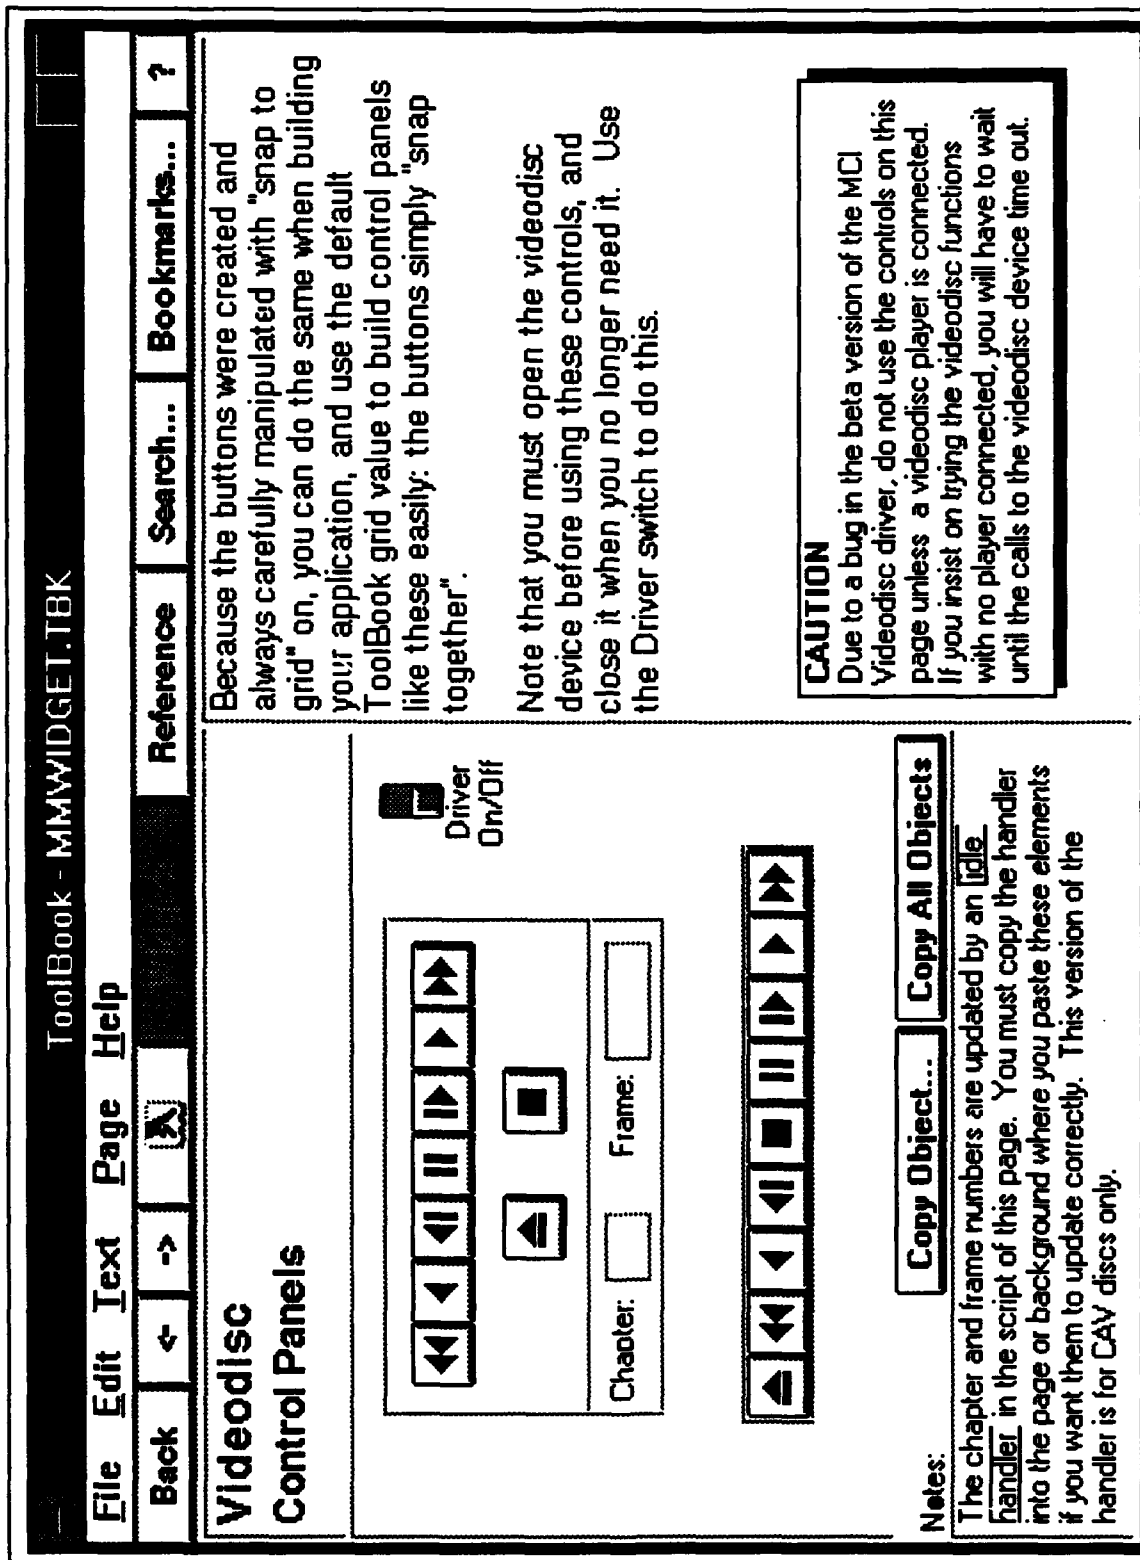 ToolBook - MMWIDGET.TBK
File Edit Text Page Help
Back <- -> Reference Search... Bookmarks... ?
Videodisc
Control Panels
Driver
On/Off
Chapter: Frame:
Copy Object... Copy All Objects
Notes:
The chapter and frame numbers are updated by an idle
handler in the script of this page. You must copy the handler
into the page or background where you paste these elements
if you want them to update correctly. This version of the
handler is for CAV discs only.
Because the buttons were created and
always carefully manipulated with "snap to
grid" on, you can do the same when building
your application, and use the default
ToolBook grid value to build control panels
like these easily: the buttons simply "snap
together".
Note that you must open the videodisc
device before using these controls, and
close it when you no longer need it. Use
the Driver switch to do this.
CAUTION
Due to a bug in the beta version of the MCI
Videodisc driver, do not use the controls on this
page unless a videodisc player is connected.
If you insist on trying the videodisc functions
with no player connected, you will have to wait
until the calls to the videodisc device time out.